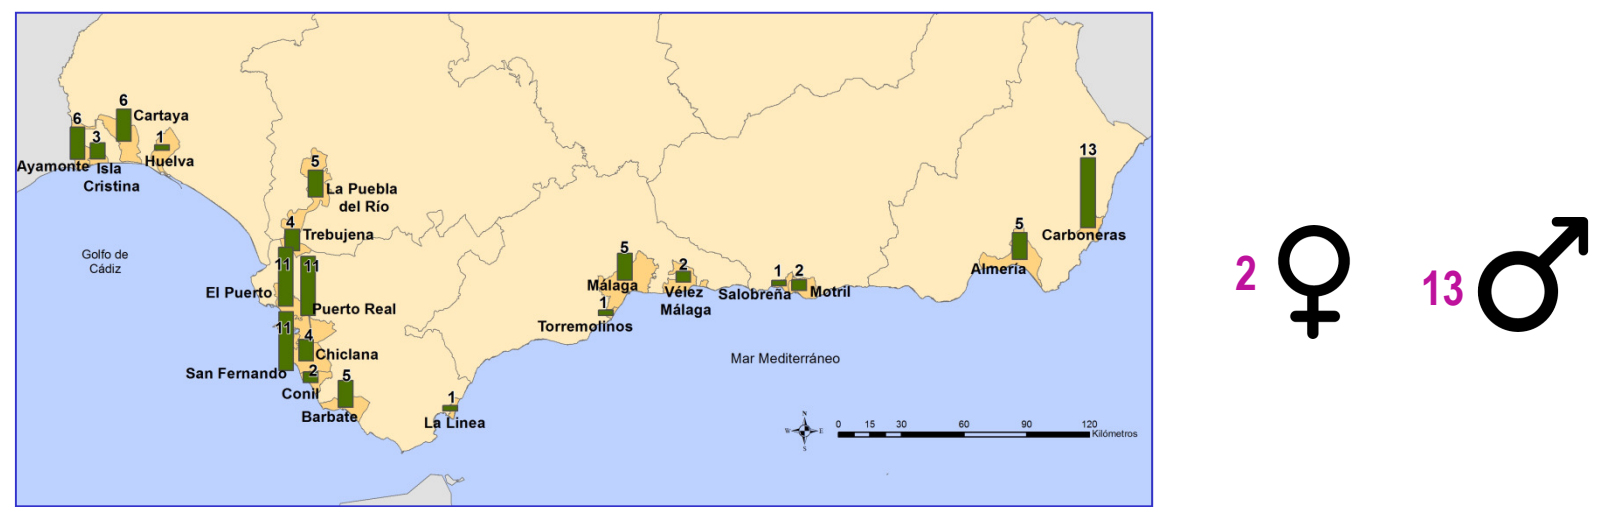 6
Cartaya
6
3
1
Ayamonte
Isla
Cristina
Huelva
5
La Puebla
del Río
4
Trebujena
11
11
El Puerto
Puerto Real
11
4
Chiclana
San Fernando
2
Conil
5
Barbate
1
La Línea
Golfo de
Cádiz
5
Málaga
1
Torremolinos
2
Vélez
Málaga
1
Salobreña
2
Motril
5
Almería
13
Carboneras
Mar Mediterráneo
N
W
E
S
0 15 30 60 90 120
Kilómetros
2
13